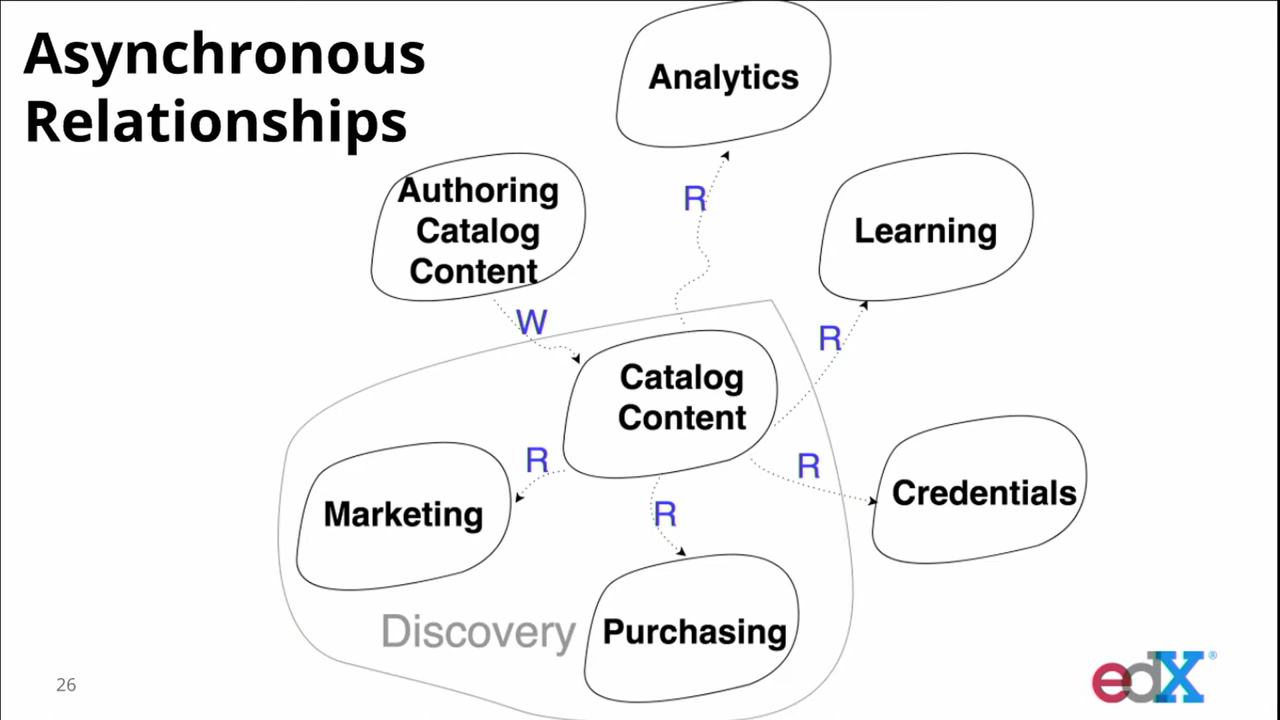 Asynchronous
Relationships
Analytics
R
Authoring
Catalog
Content
Learning
W
R
Catalog
Content
R
R
Marketing
R
Credentials
Discovery
Purchasing
26
edX®